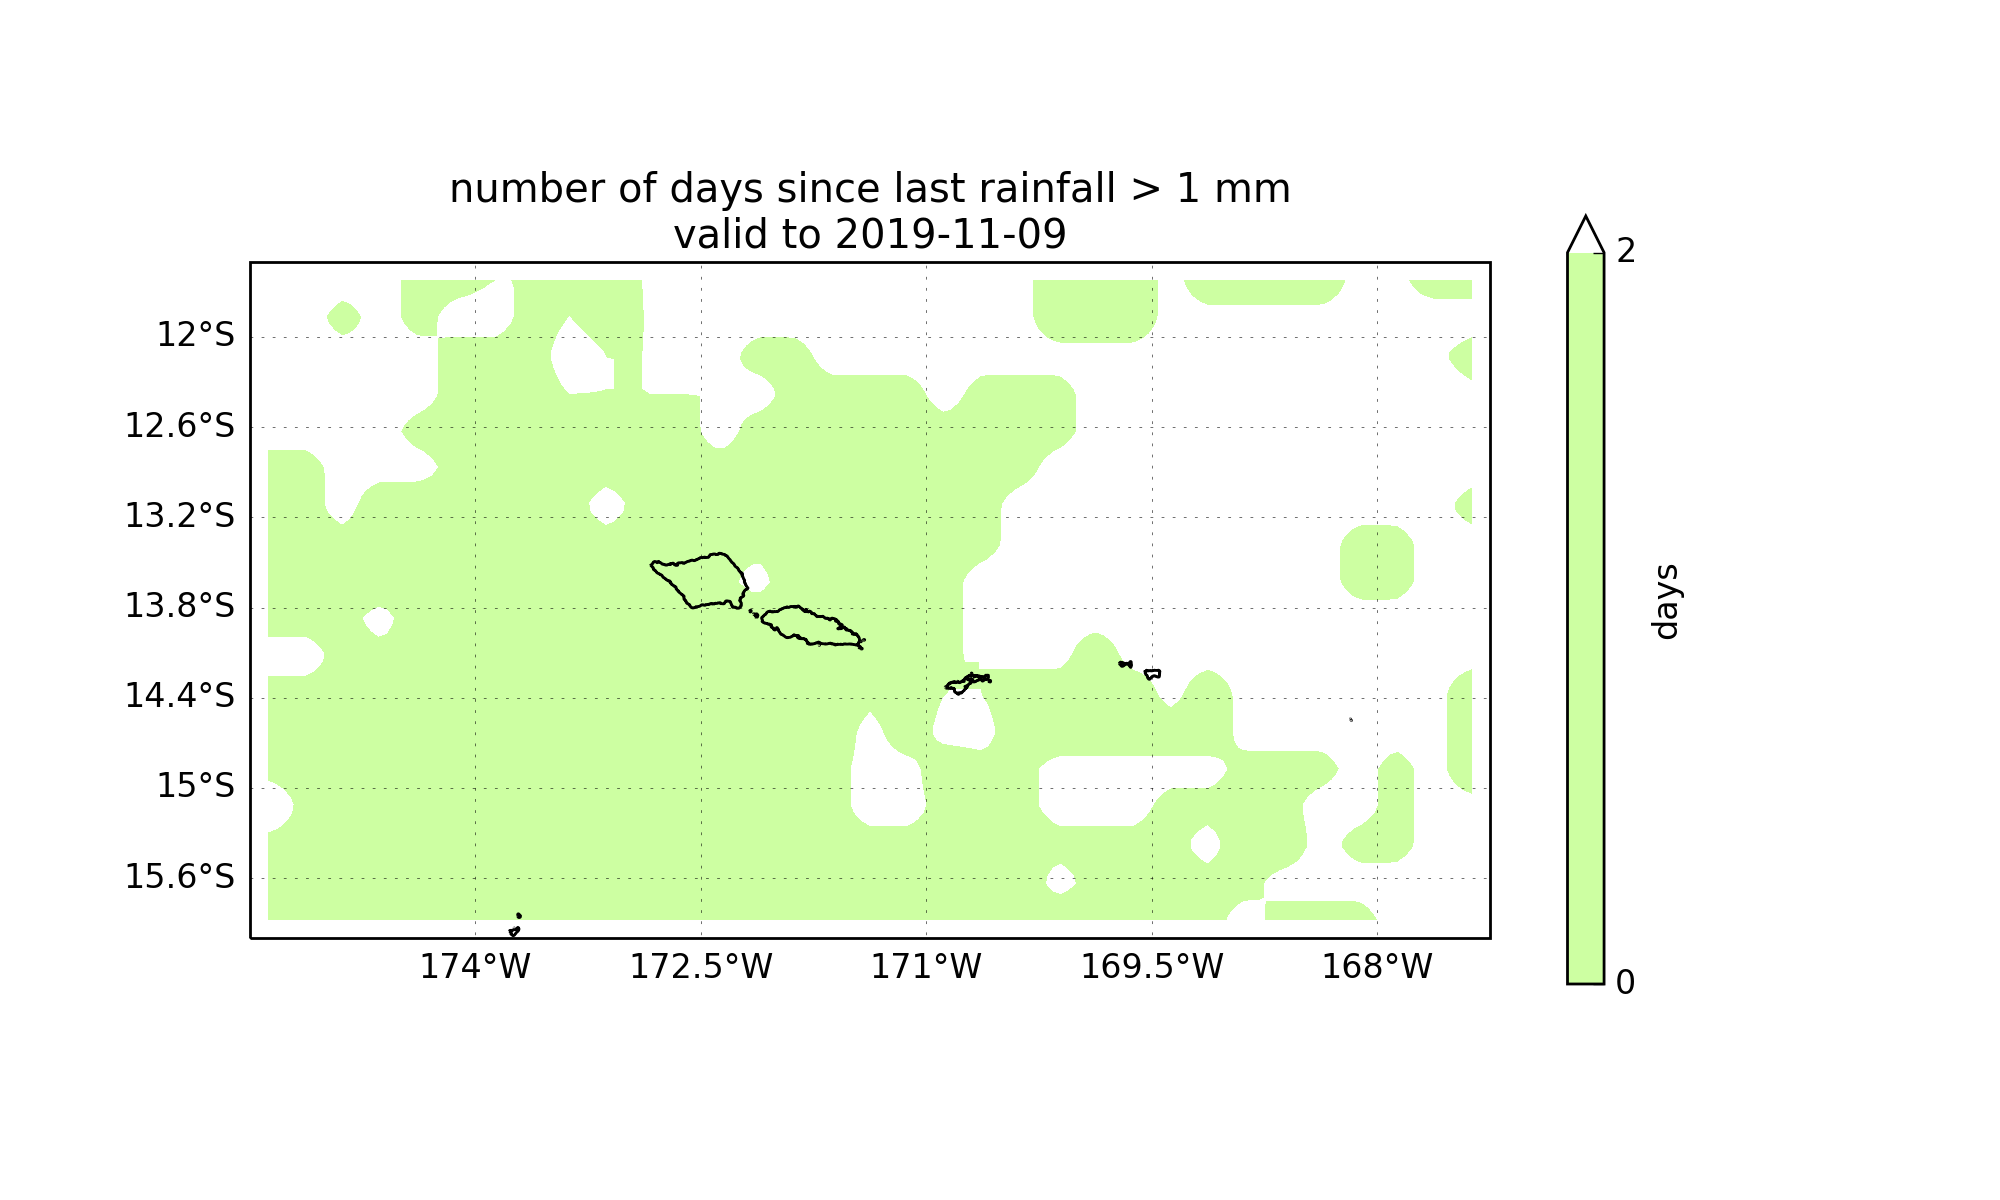 number of days since last rainfall > 1 mm
valid to 2019-11-09
2
12°S
12.6°S
13.2°S
13.8°S
14.4°S
15°S
15.6°S
days
0
174°W
172.5°W
171°W
169.5°W
168°W